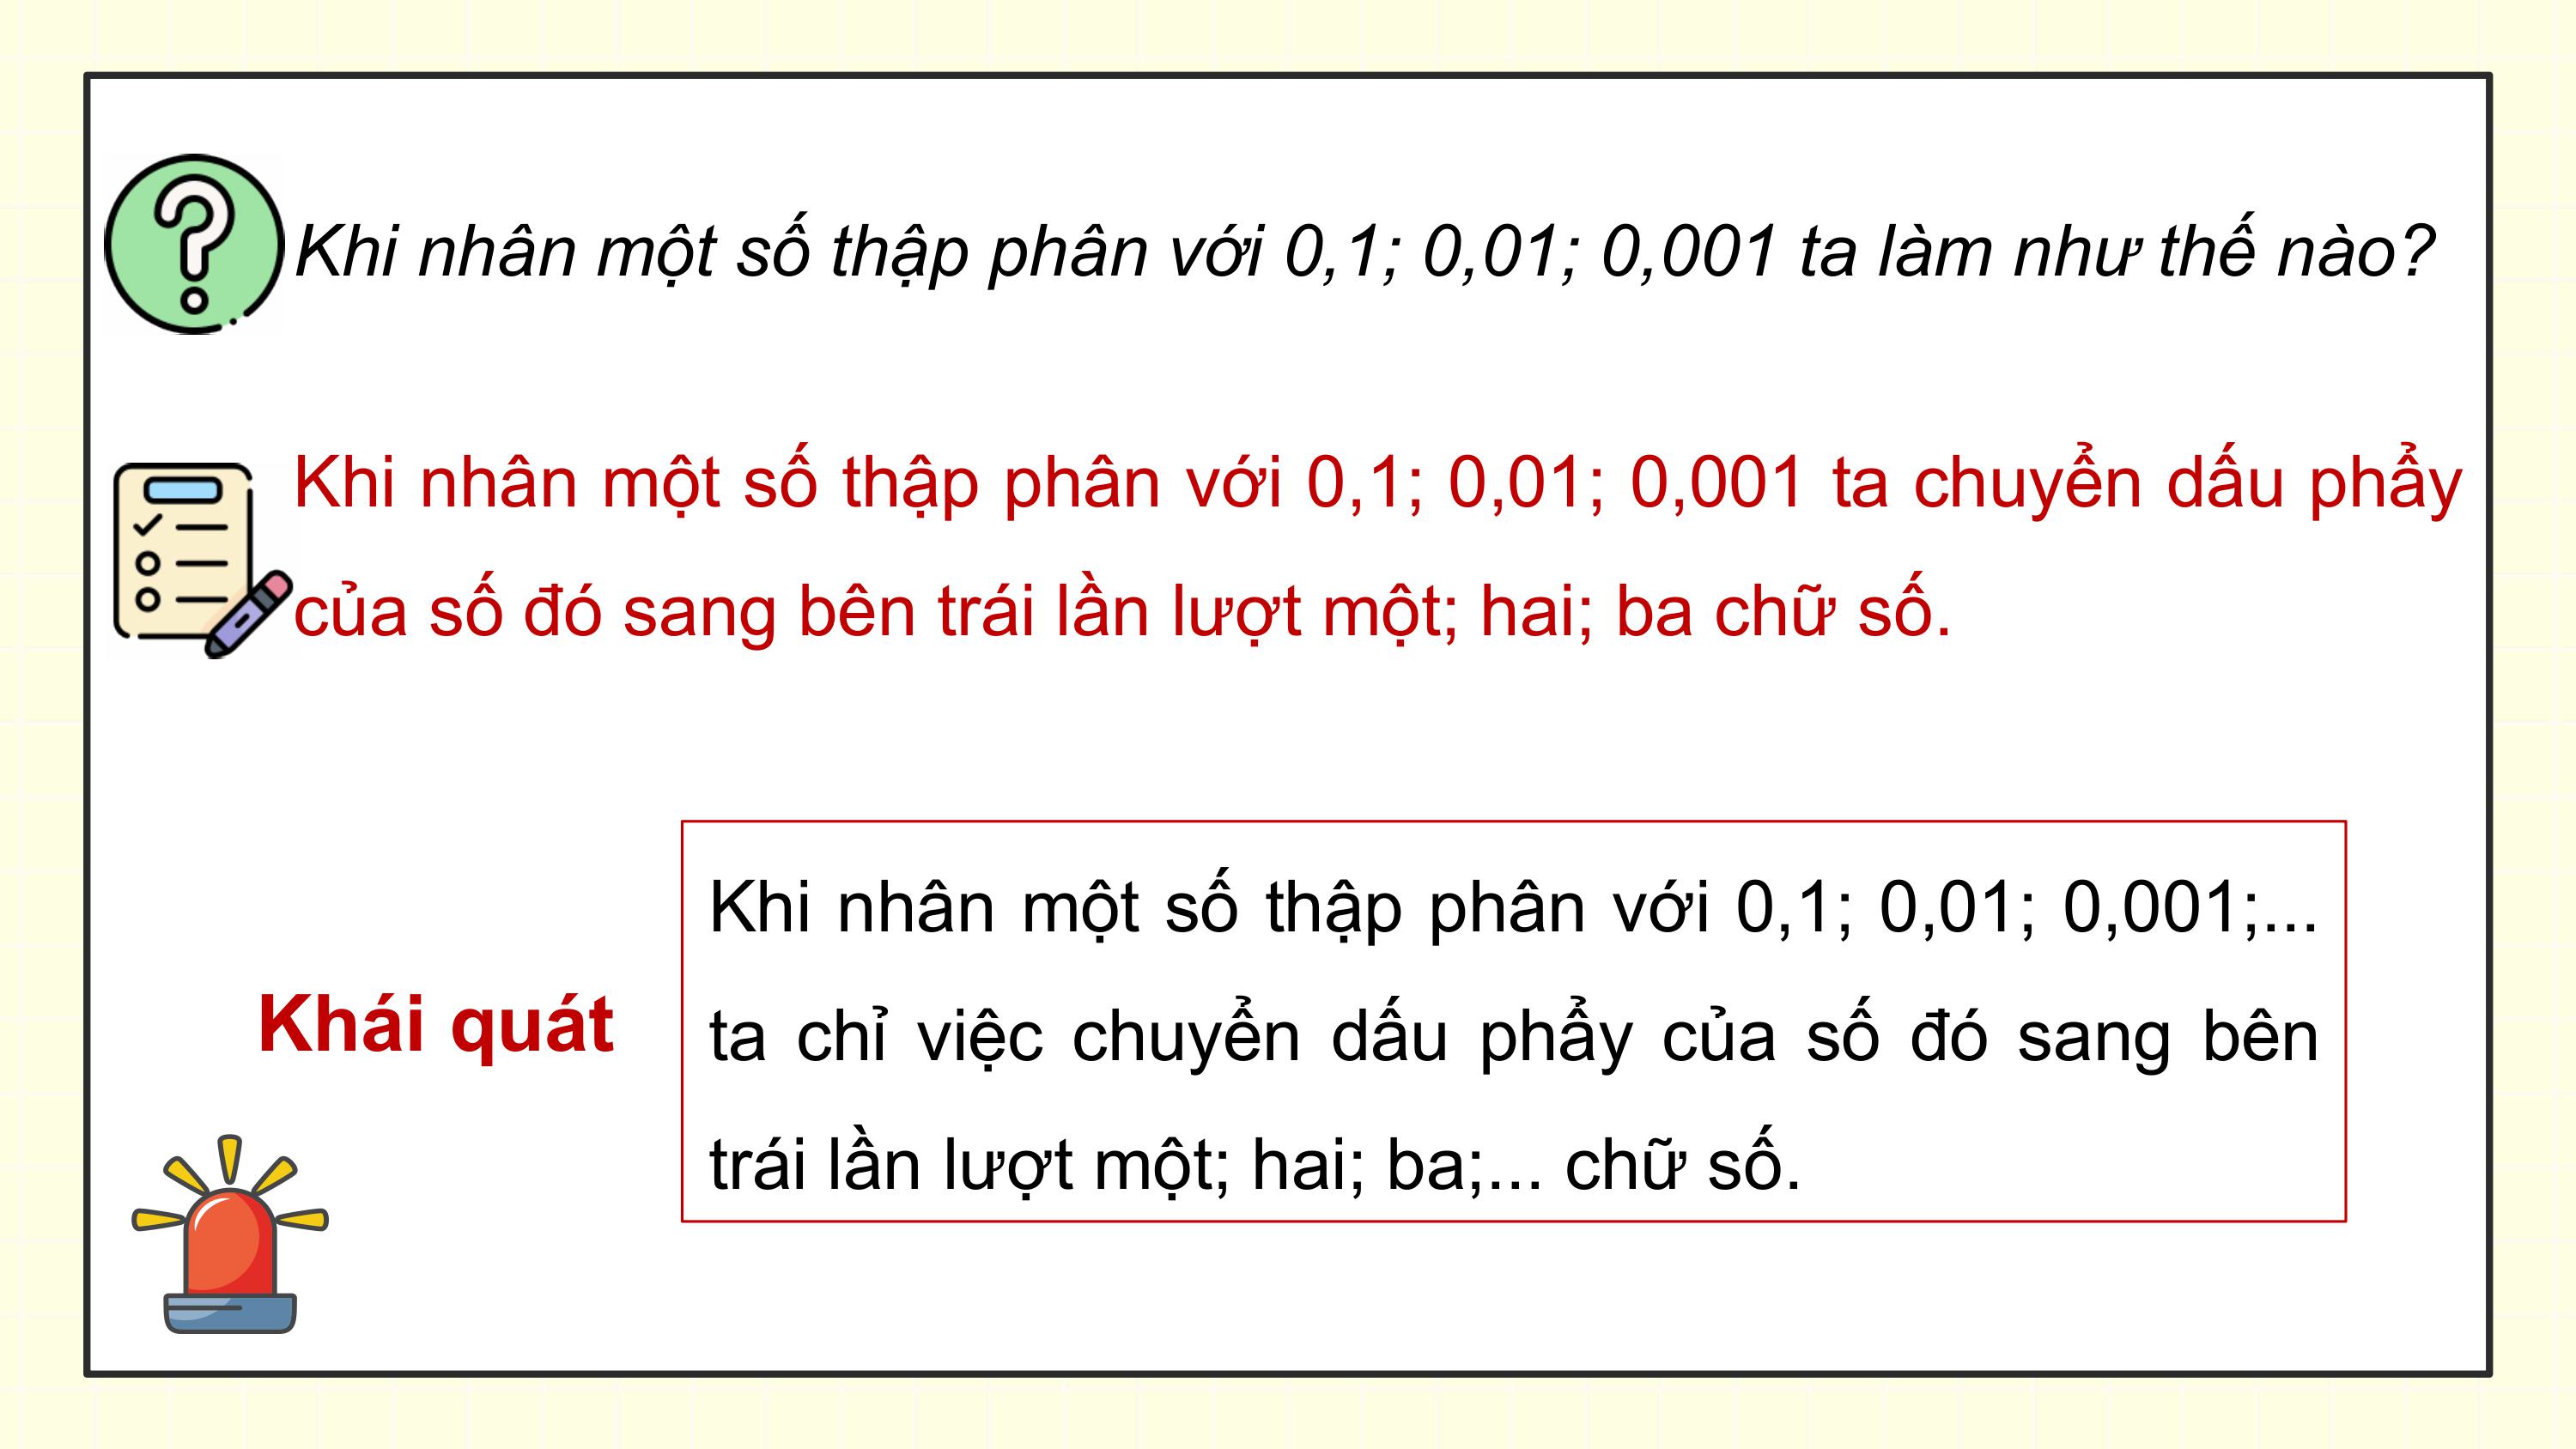 Khi nhân một số thập phân với 0,1; 0,01; 0,001 ta làm như thế nào?
Khi nhân một số thập phân với 0,1; 0,01; 0,001 ta chuyển dấu phẩy
của số đó sang bên trái lần lượt một; hai; ba chữ số.
Khái quát
Khi nhân một số thập phân với 0,1; 0,01; 0,001;...
ta chỉ việc chuyển dấu phẩy của số đó sang bên
trái lần lượt một; hai; ba;... chữ số.